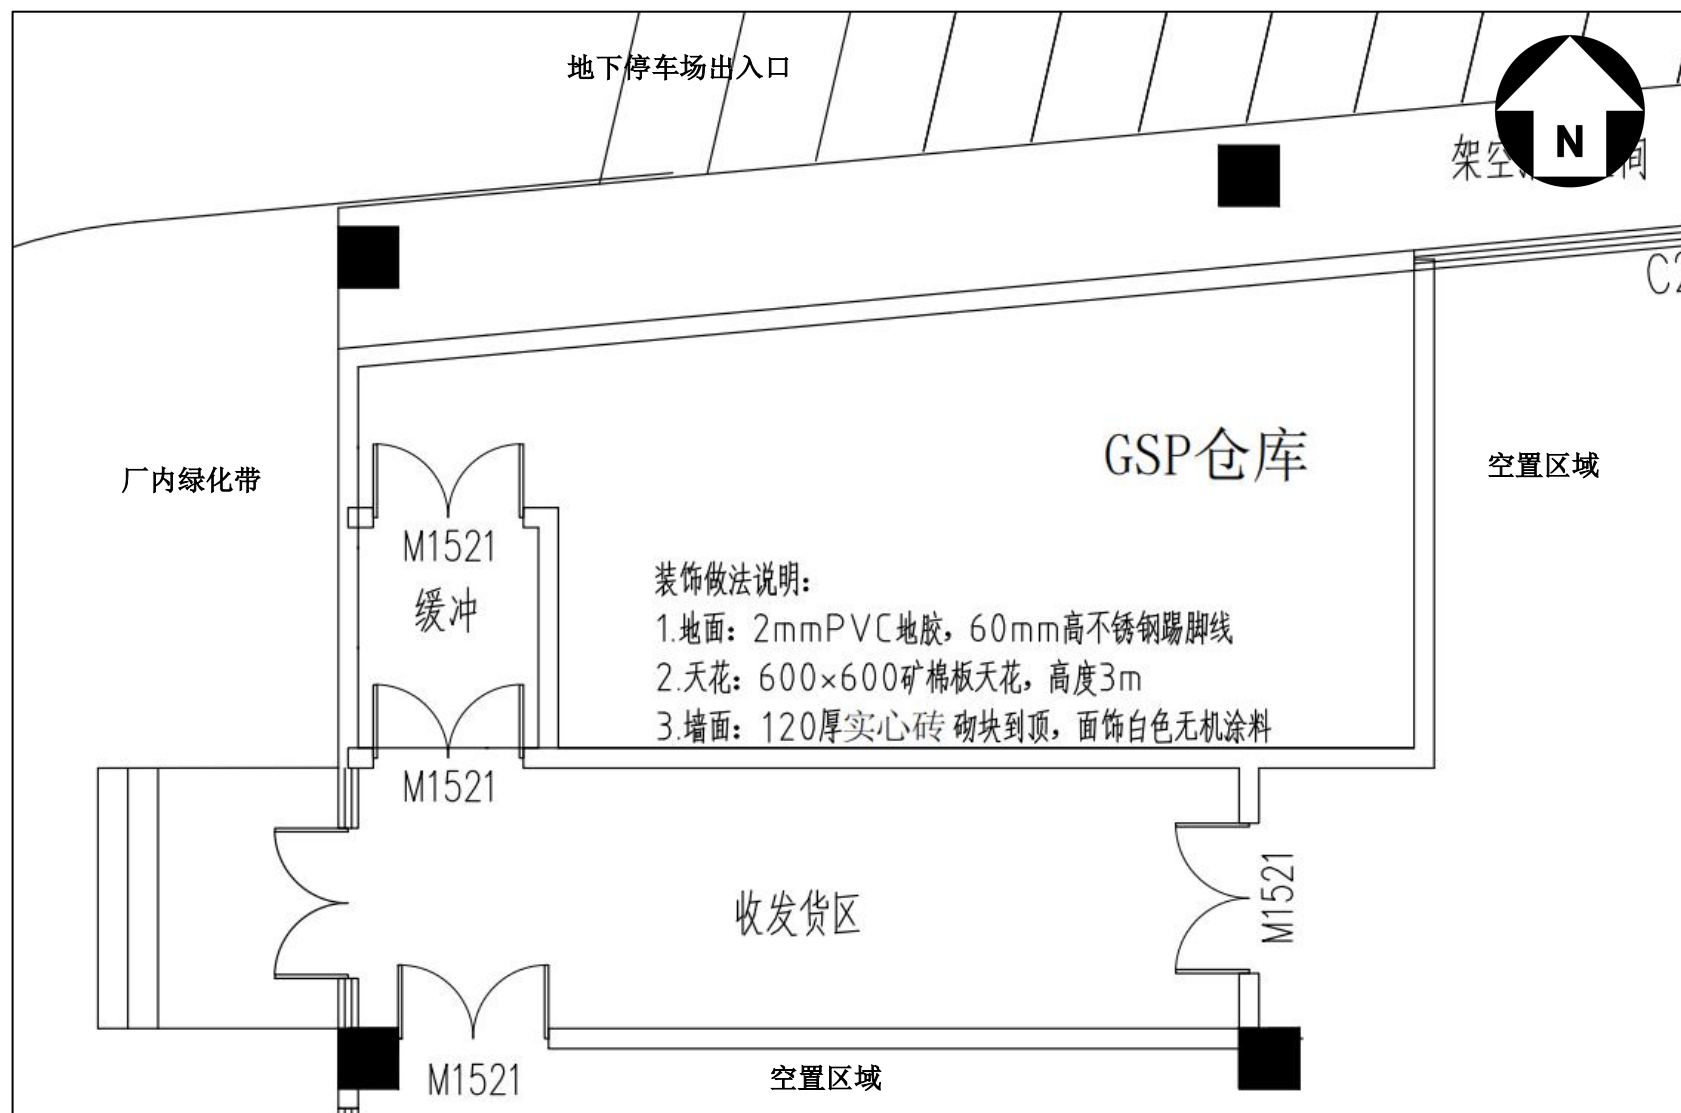 地下停车场出入口
N
架空
间
C2
GSP仓库
厂内绿化带
空置区域
M1521
缓冲
装饰做法说明：
1.地面：2mmPVC地胶，60mm高不锈钢踢脚线
2.天花：600×600矿棉板天花，高度3m
3.墙面：120厚实心砖 砌块到顶，面饰白色无机涂料
M1521
收发货区
M1521
M1521
空置区域